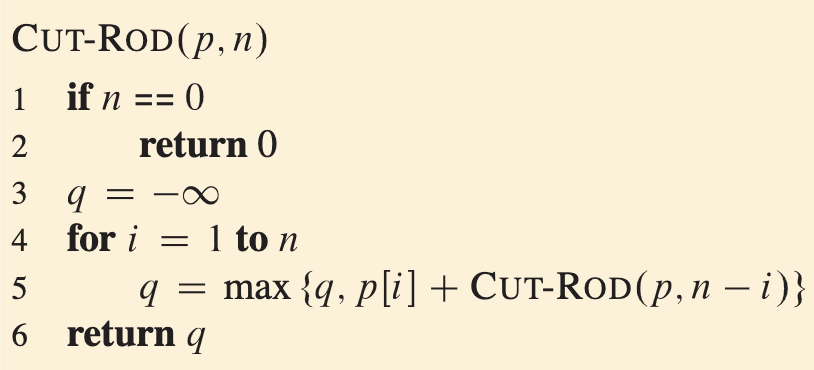 CUT-ROD(p, n)
1 if n == 0
2 return 0
3 q = −∞
4 for i = 1 to n
5 q = max {q, p[i] + CUT-ROD(p, n − i)}
6 return q